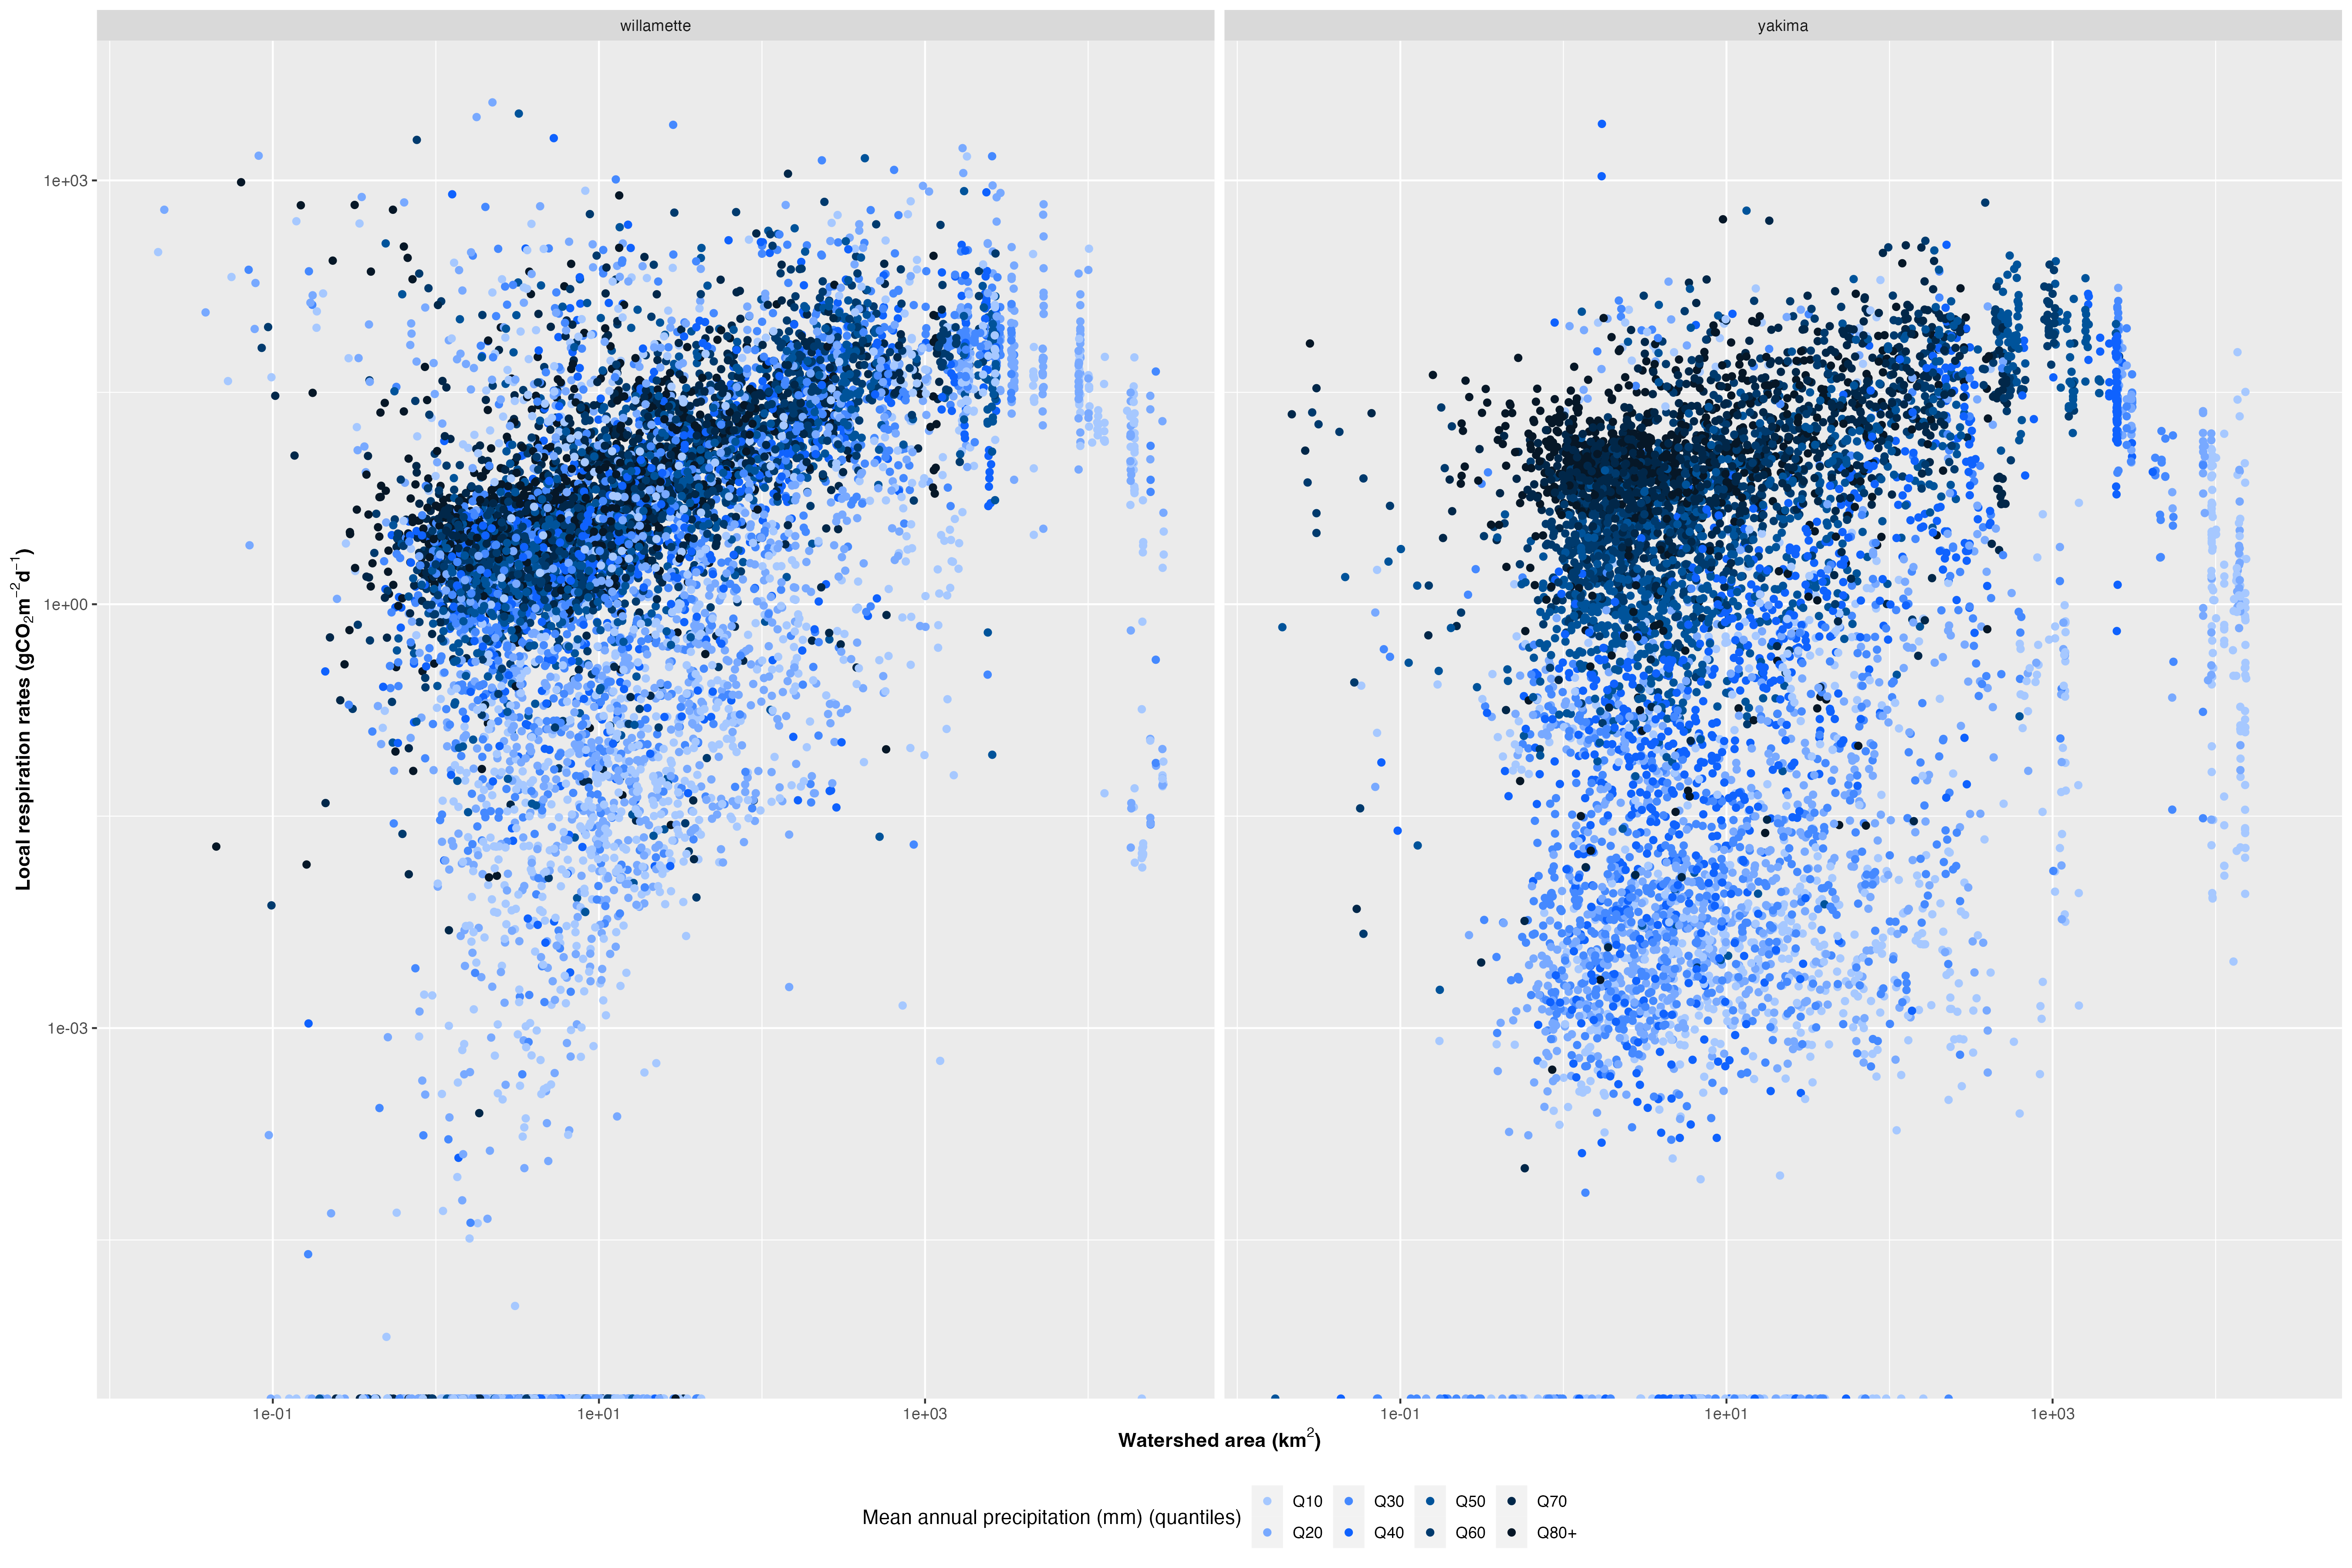 willamette
yakima
1e+03
1e+00
1e-03
Local respiration rates (gCO₂m⁻²d⁻¹)
1e-01 1e+01 1e+03 1e-01 1e+01 1e+03
Watershed area (km²)
Mean annual precipitation (mm) (quantiles)
Q10 Q30 Q50 Q70
Q20 Q40 Q60 Q80+